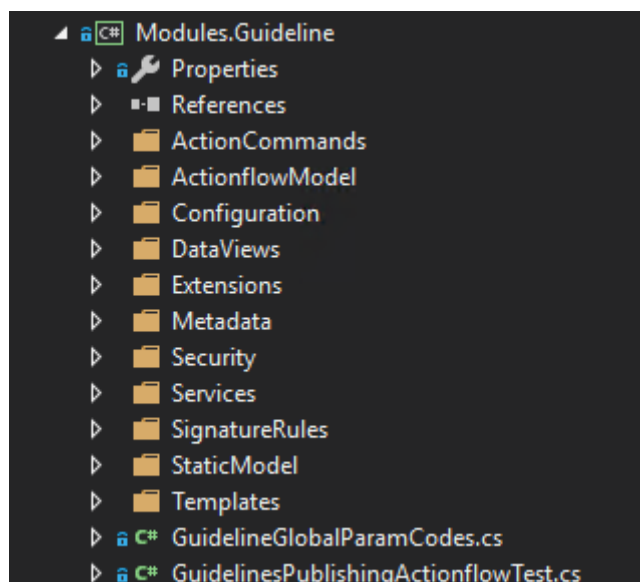 C# Modules.Guideline
Properties
References
ActionCommands
ActionflowModel
Configuration
DataViews
Extensions
Metadata
Security
Services
SignatureRules
StaticModel
Templates
C# GuidelineGlobalParamCodes.cs
C# GuidelinesPublishingActionflowTest.cs